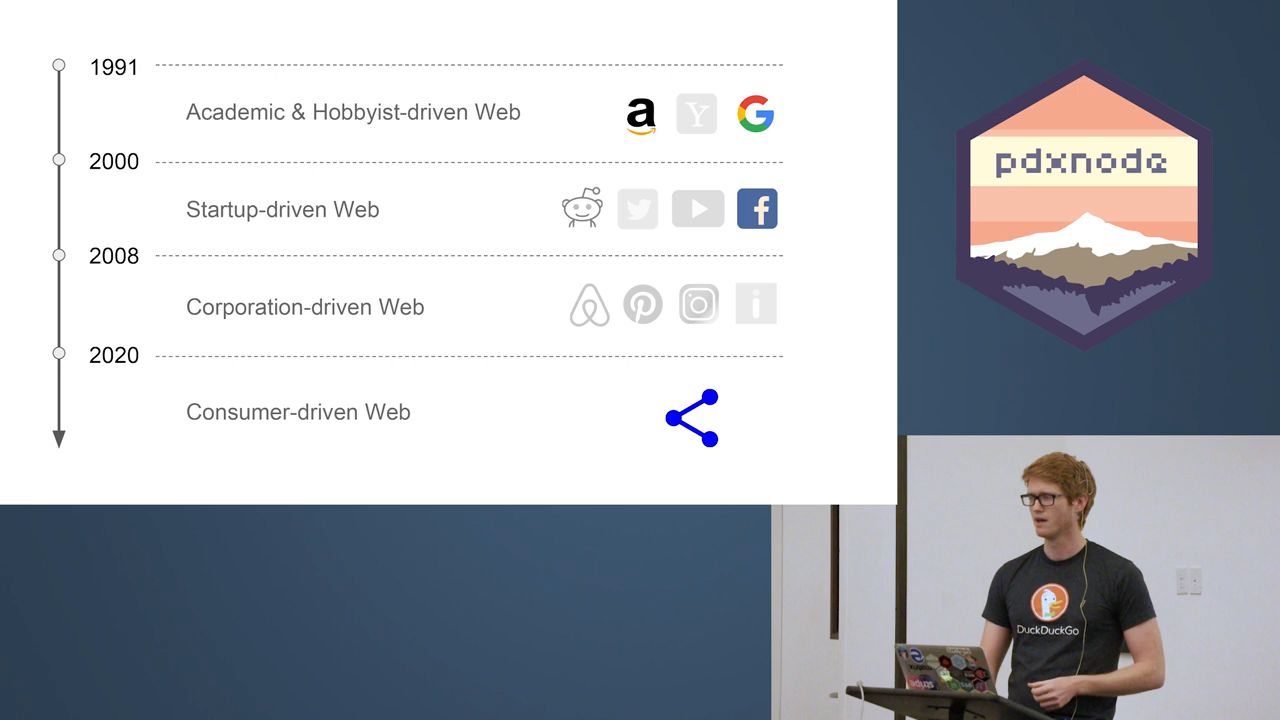 1991
Academic & Hobbyist-driven Web
a
Y
G
2000
Startup-driven Web
f
2008
Corporation-driven Web
i
2020
Consumer-driven Web
pdxnode
DuckDuckGo
stripe